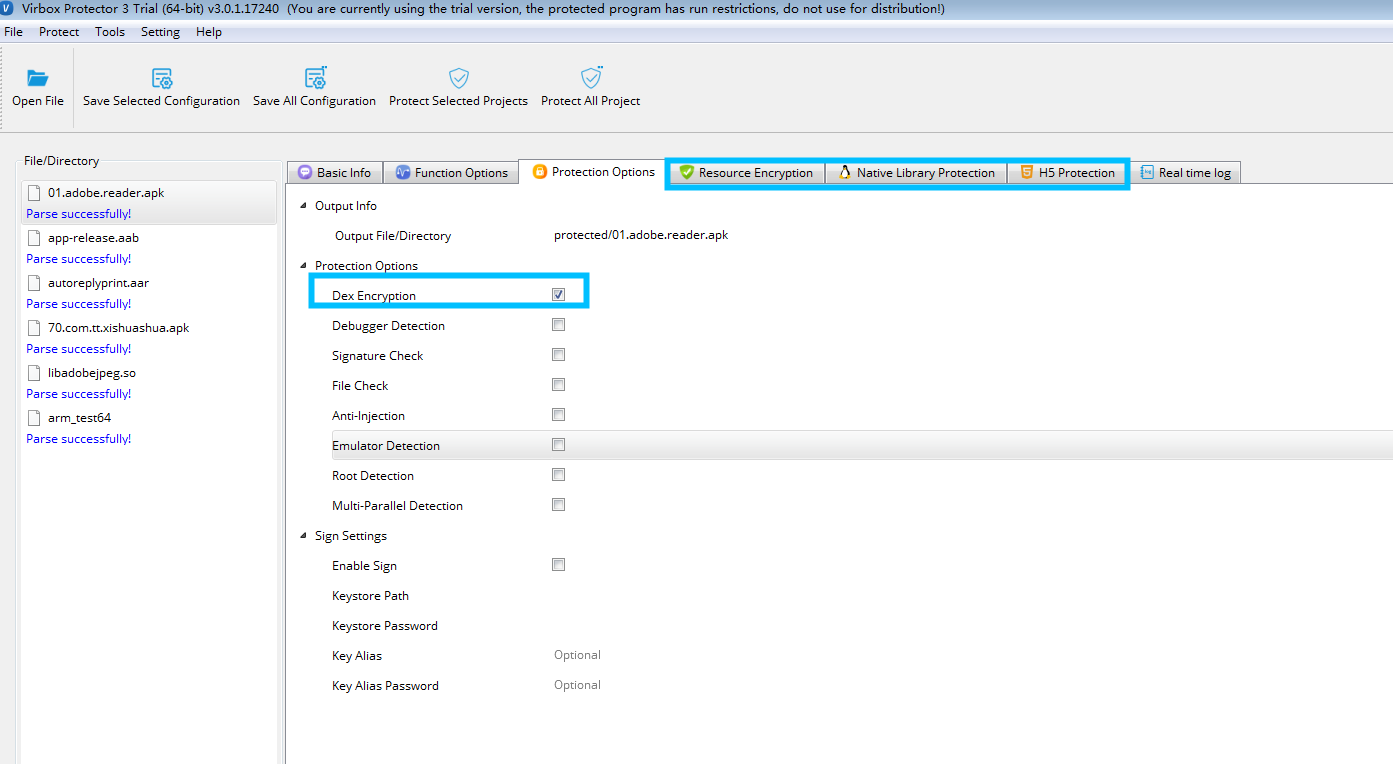 Virbox Protector 3 Trial (64-bit) v3.0.1.17240 (You are currently using the trial version, the protected program has run restrictions, do not use for distribution!)
File Protect Tools Setting Help
Open File Save Selected Configuration Save All Configuration Protect Selected Projects Protect All Project
File/Directory
01.adobe.reader.apk
Parse successfully!
app-release.aab
Parse successfully!
autoreplyprint.aar
Parse successfully!
70.com.tt.xishuashua.apk
Parse successfully!
libadobejpeg.so
Parse successfully!
arm_test64
Parse successfully!
Basic Info Function Options Protection Options Resource Encryption Native Library Protection H5 Protection Real time log
Output Info
Output File/Directory protected/01.adobe.reader.apk
Protection Options
Dex Encryption
Debugger Detection
Signature Check
File Check
Anti-Injection
Emulator Detection
Root Detection
Multi-Parallel Detection
Sign Settings
Enable Sign
Keystore Path
Keystore Password
Key Alias Optional
Key Alias Password Optional